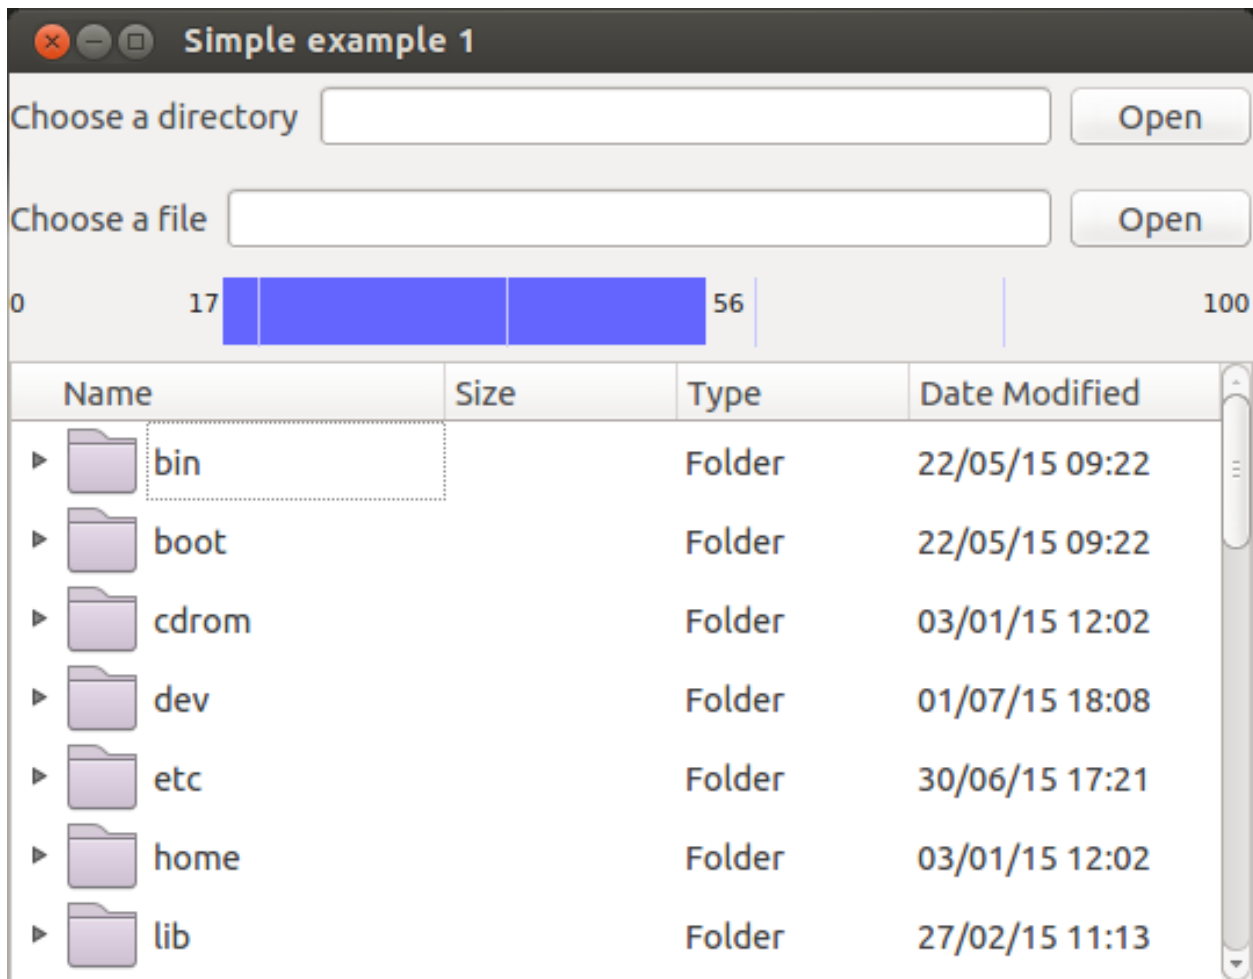 Simple example 1
Choose a directory Open
Choose a file Open
0 17 56 100
Name Size Type Date Modified
bin Folder 22/05/15 09:22
boot Folder 22/05/15 09:22
cdrom Folder 03/01/15 12:02
dev Folder 01/07/15 18:08
etc Folder 30/06/15 17:21
home Folder 03/01/15 12:02
lib Folder 27/02/15 11:13